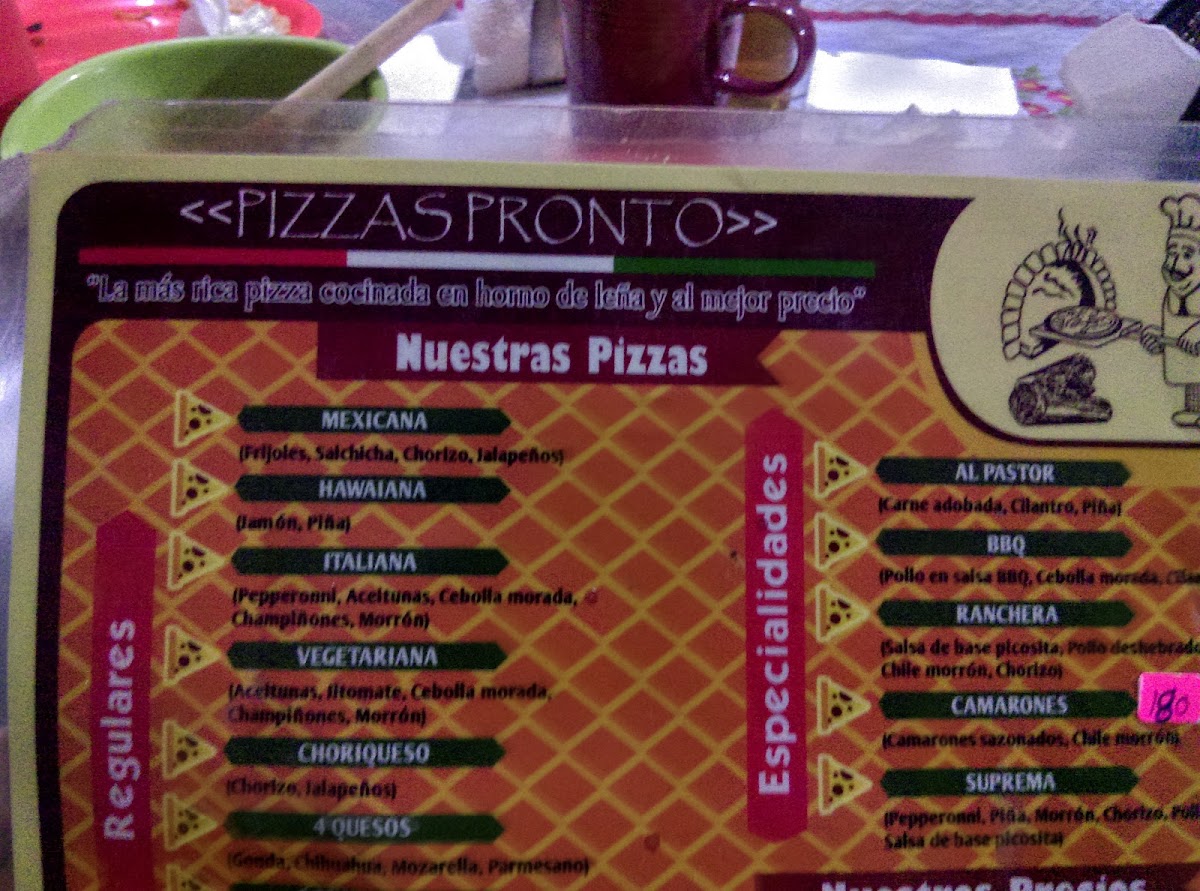 <<PIZZAS PRONTO>>
"La más rica pizza cocinada en horno de leña y al mejor precio"
Nuestras Pizzas
Regulares
MEXICANA
(Frijoles, Salchicha, Chorizo, Jalapeños)
HAWAIANA
(Jamón, Piña)
ITALIANA
(Pepperonni, Aceitunas, Cebolla morada,
Champiñones, Morrón)
VEGETARIANA
(Aceitunas, Jitomate, Cebolla morada,
Champiñones, Morrón)
CHORIQUESO
(Chorizo, Jalapeños)
4 QUESOS
(Gouda, Chihuahua, Mozarella, Parmesano)
Especialidades
AL PASTOR
(Carne adobada, Cilantro, Piña)
BBQ
(Pollo en salsa BBQ, Cebolla morada,
RANCHERA
(Salsa de base picosita, Pollo deshebrado
Chile morrón, Chorizo)
CAMARONES
180
(Camarones sazonados, Chile morrón)
SUPREMA
(Pepperonni, Piña, Morrón, Chorizo,
Salsa de base picosita)
Nuestros Precios